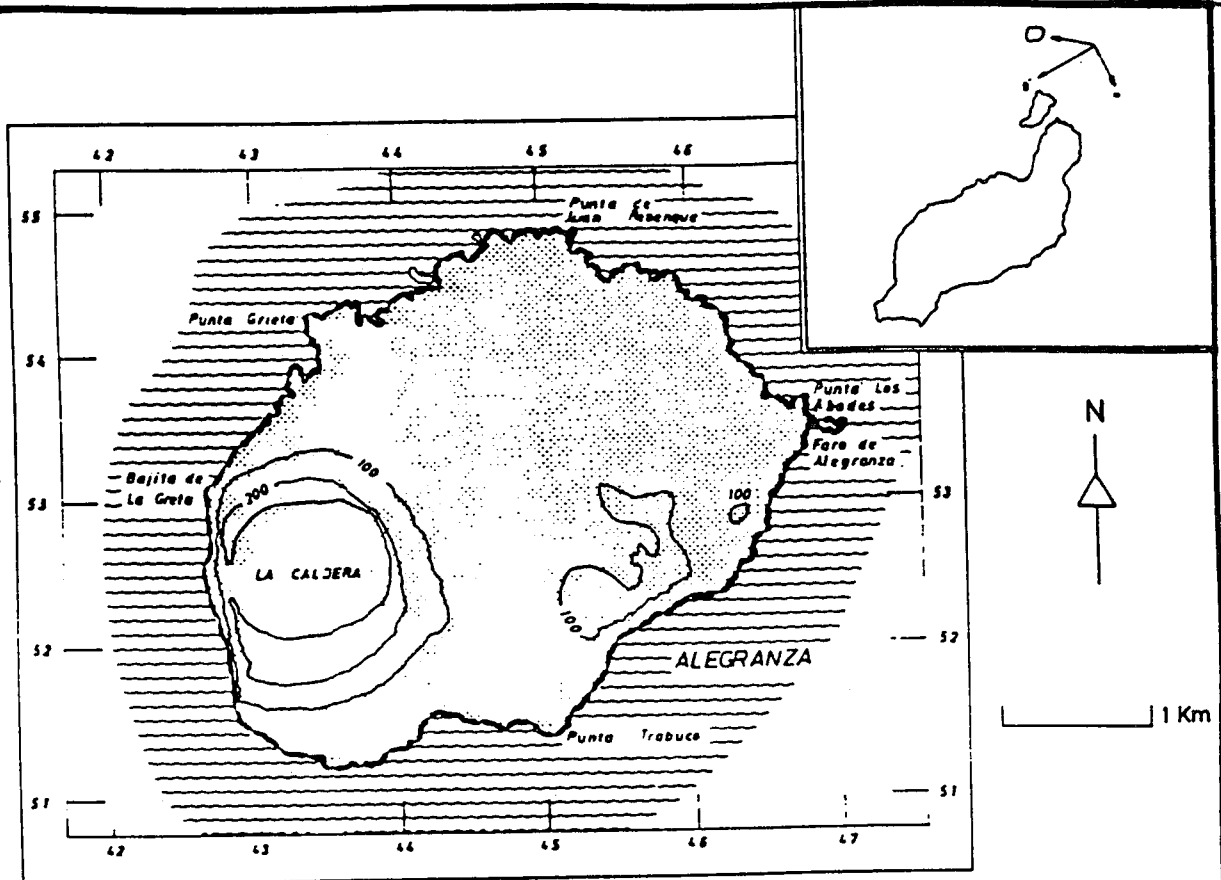 42 43 44 45 46
55
Punta de
Juan Rebenque
Punta Grieta
54
Punta Los
Abades
Faro de
Alegranza
N
Bajita de
La Greta
53
100
200
100
53
LA CALDERA
100
52
52
ALEGRANZA
1 Km
Punta Trabuco
51
51
42 43 44 45 46 47